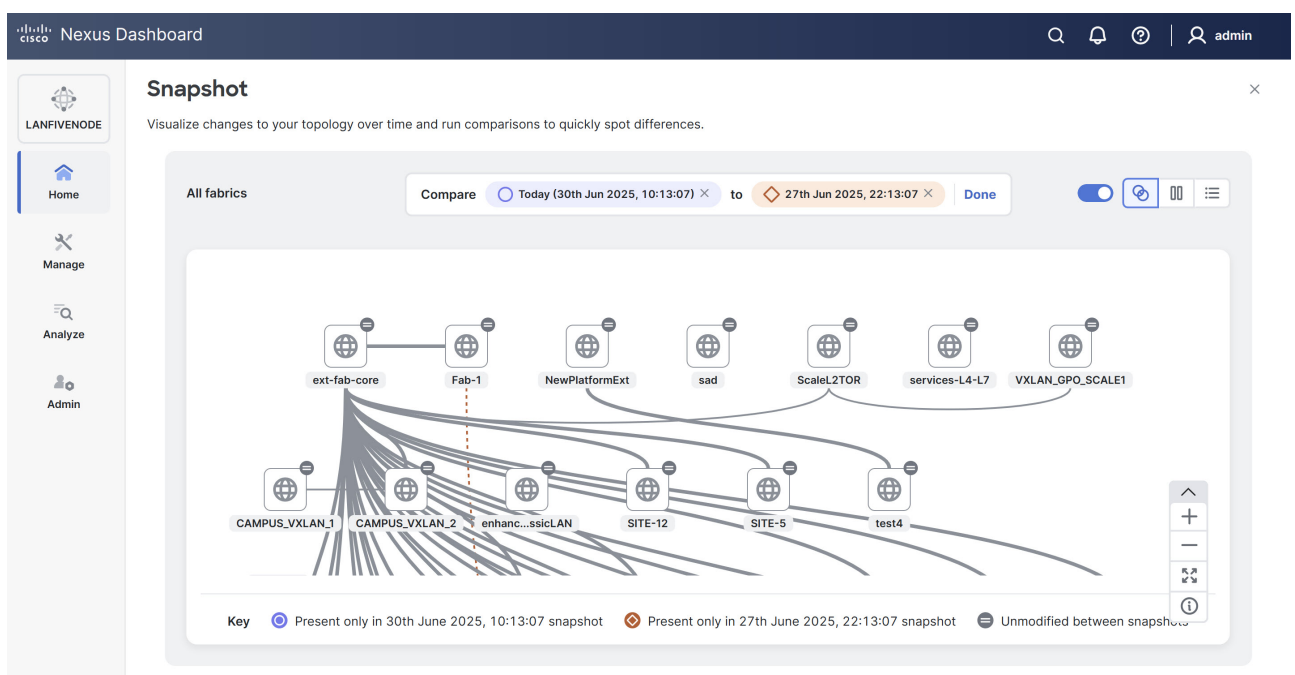 CISCO Nexus Dashboard
admin
LANFIVENODE
Home
Manage
Analyze
Admin
Snapshot
Visualize changes to your topology over time and run comparisons to quickly spot differences.
All fabrics
Compare Today (30th Jun 2025, 10:13:07) to 27th Jun 2025, 22:13:07 Done
ext-fab-core Fab-1 NewPlatformExt sad ScaleL2TOR services-L4-L7 VXLAN_GPO_SCALE1
CAMPUS_VXLAN_1 CAMPUS_VXLAN_2 enhanc...ssicLAN SITE-12 SITE-5 test4
Key Present only in 30th June 2025, 10:13:07 snapshot Present only in 27th June 2025, 22:13:07 snapshot Unmodified between snapshots